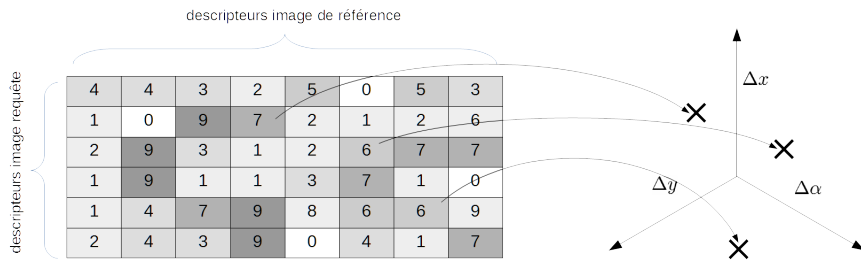 descripteurs image de référence
descripteurs image requête
4 4 3 2 5 0 5 3
1 0 9 7 2 1 2 6
2 9 3 1 2 6 7 7
1 9 1 1 3 7 1 0
1 4 7 9 8 6 6 9
2 4 3 9 0 4 1 7
Δx
Δy
Δα